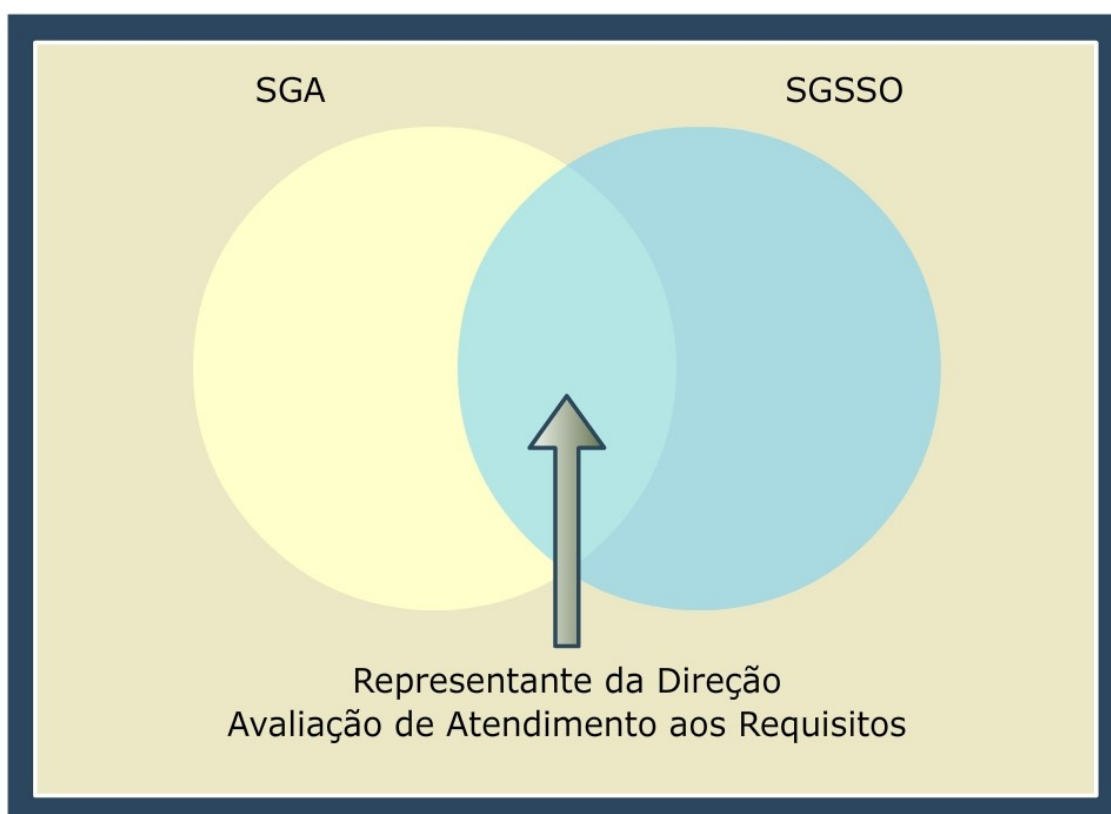 SGA
SGSSO
Representante da Direção
Avaliação de Atendimento aos Requisitos